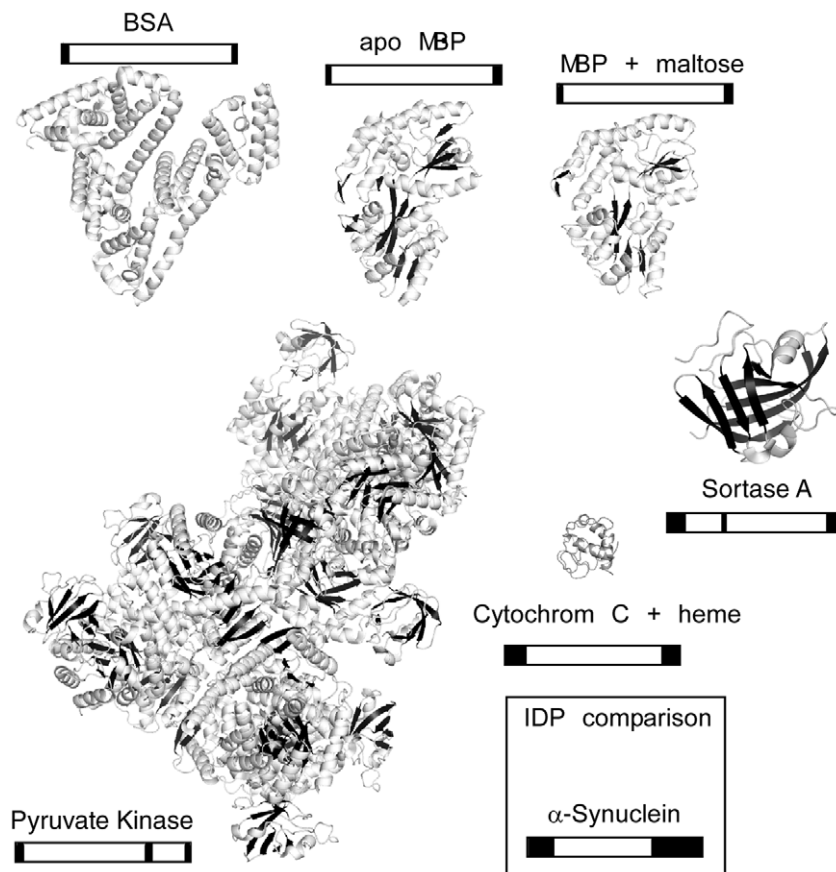 BSA
apo MBP
MBP + maltose
Sortase A
Cytochrom C + heme
IDP comparison
Pyruvate Kinase
α-Synuclein